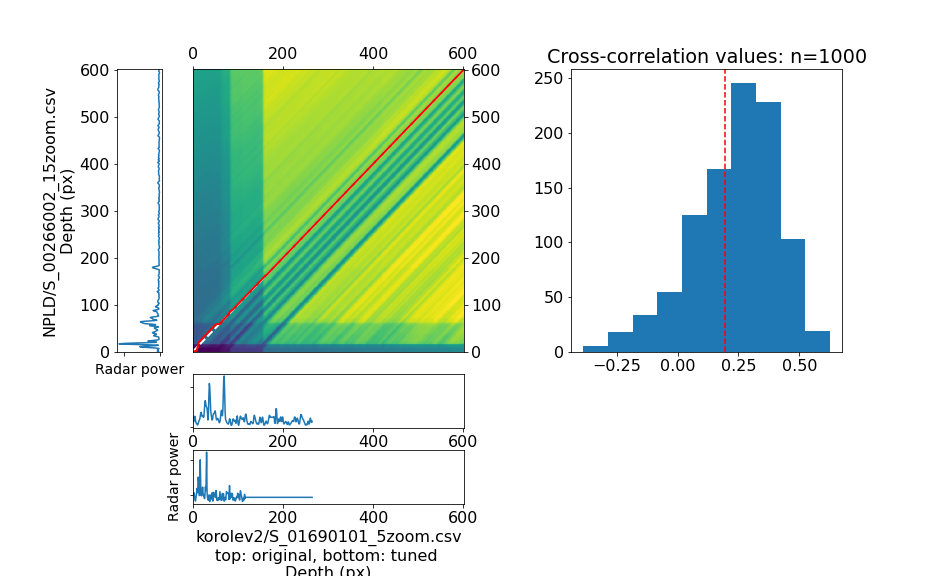 Cross-correlation values: n=1000
0 200 400 600
600
500
400
300
200
100
0
NPLD/S_00266002_15zoom.csv
Depth (px)
Radar power
600
500
400
300
200
100
0
250
200
150
100
50
0
−0.25 0.00 0.25 0.50
0 200 400 600
Radar power
0 200 400 600
korolev2/S_01690101_5zoom.csv
top: original, bottom: tuned
Depth (px)